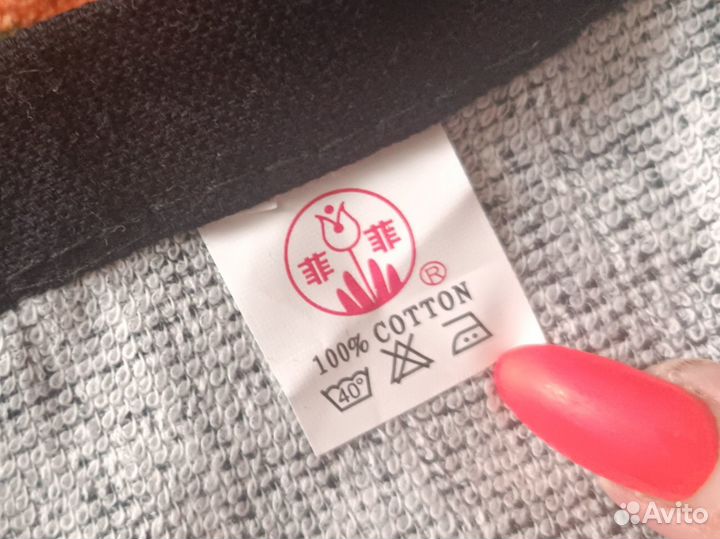 菲 菲
®
100% COTTON
40°
Avito